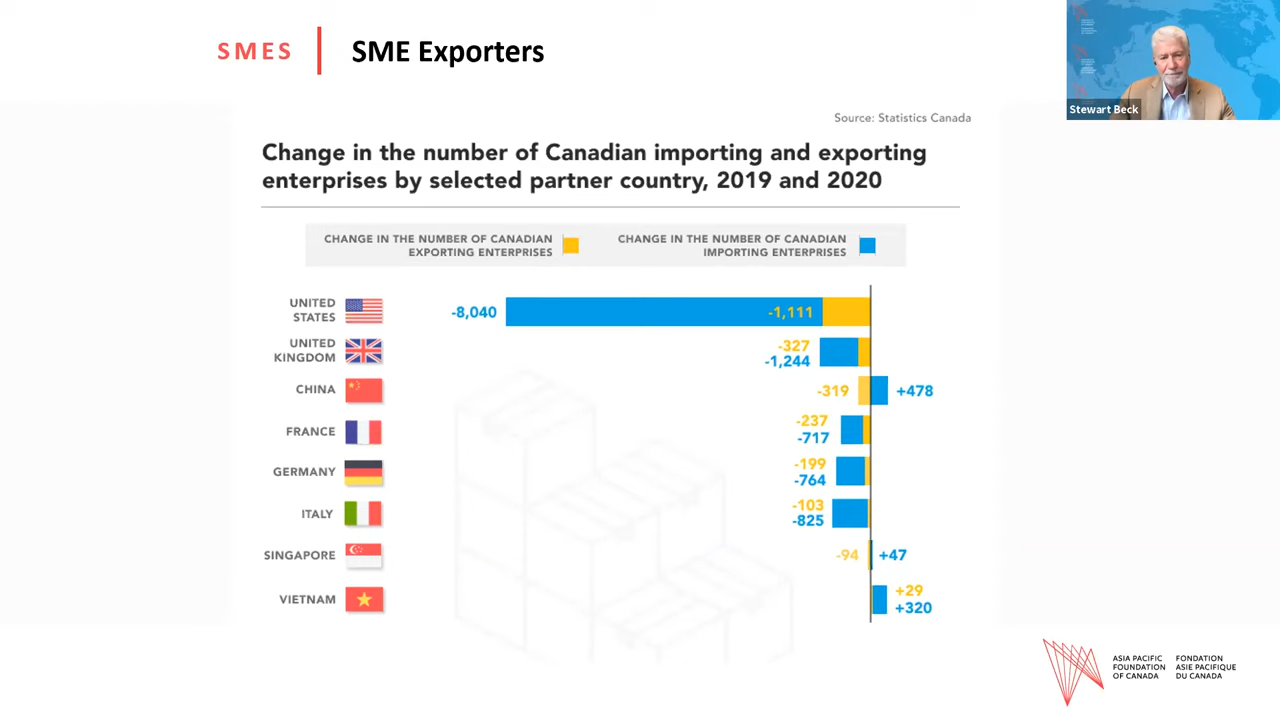 SMES
SME Exporters
Stewart Beck
Source: Statistics Canada
Change in the number of Canadian importing and exporting
enterprises by selected partner country, 2019 and 2020
CHANGE IN THE NUMBER OF CANADIAN
EXPORTING ENTERPRISES
CHANGE IN THE NUMBER OF CANADIAN
IMPORTING ENTERPRISES
UNITED
STATES
-8,040
-1,111
UNITED
KINGDOM
-327
-1,244
CHINA
-319
+478
FRANCE
-237
-717
GERMANY
-199
-764
ITALY
-103
-825
SINGAPORE
-94
+47
VIETNAM
+29
+320
ASIA PACIFIC
FOUNDATION
OF CANADA
FONDATION
ASIE PACIFIQUE
DU CANADA